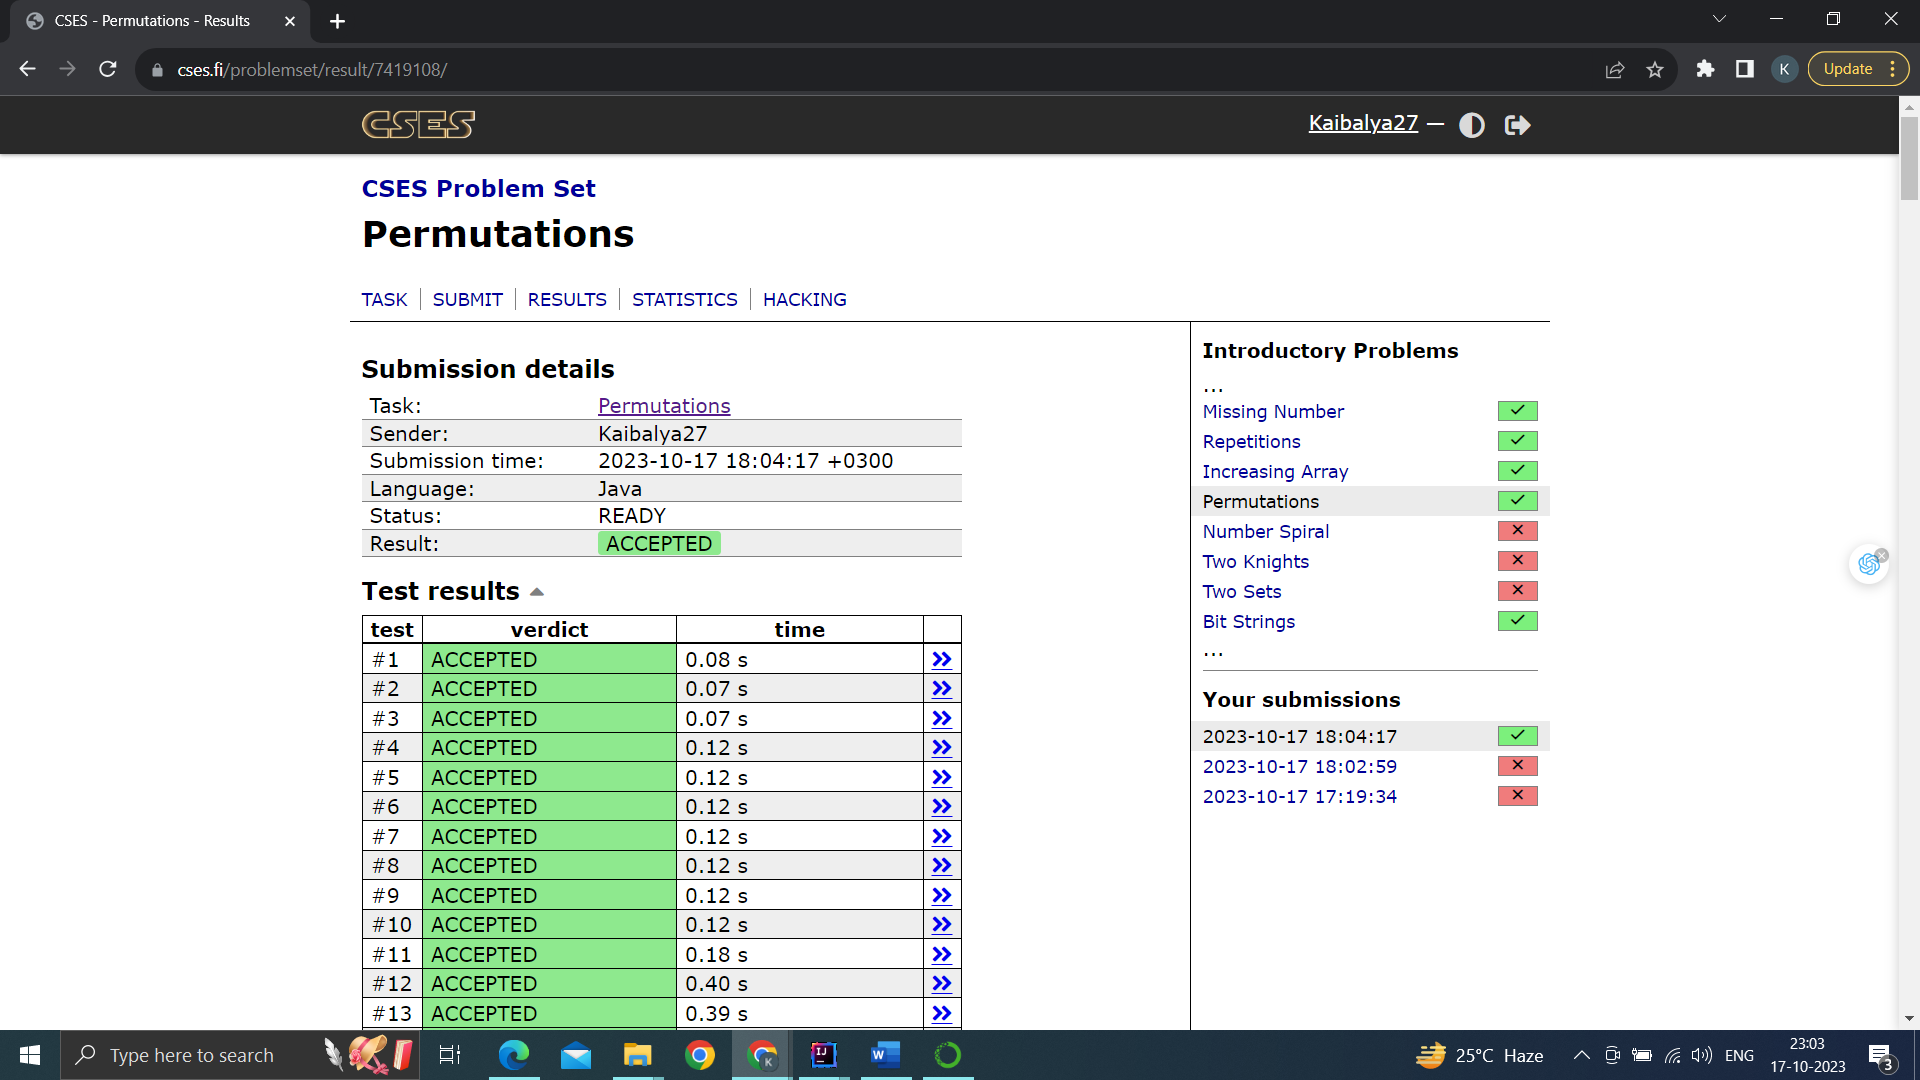 CSES - Permutations - Results
cses.fi/problemset/result/7419108/
K
Update
CSES
Kaibalya27 —
CSES Problem Set
Permutations
TASK
SUBMIT
RESULTS
STATISTICS
HACKING
Submission details
Task: Permutations
Sender: Kaibalya27
Submission time: 2023-10-17 18:04:17 +0300
Language: Java
Status: READY
Result: ACCEPTED
Test results
test verdict time
#1 ACCEPTED 0.08 s
#2 ACCEPTED 0.07 s
#3 ACCEPTED 0.07 s
#4 ACCEPTED 0.12 s
#5 ACCEPTED 0.12 s
#6 ACCEPTED 0.12 s
#7 ACCEPTED 0.12 s
#8 ACCEPTED 0.12 s
#9 ACCEPTED 0.12 s
#10 ACCEPTED 0.12 s
#11 ACCEPTED 0.18 s
#12 ACCEPTED 0.40 s
#13 ACCEPTED 0.39 s
Introductory Problems
...
Missing Number
Repetitions
Increasing Array
Permutations
Number Spiral
Two Knights
Two Sets
Bit Strings
...
Your submissions
2023-10-17 18:04:17
2023-10-17 18:02:59
2023-10-17 17:19:34
Type here to search
K
IJ
W
25°C Haze
ENG
23:03
17-10-2023
3